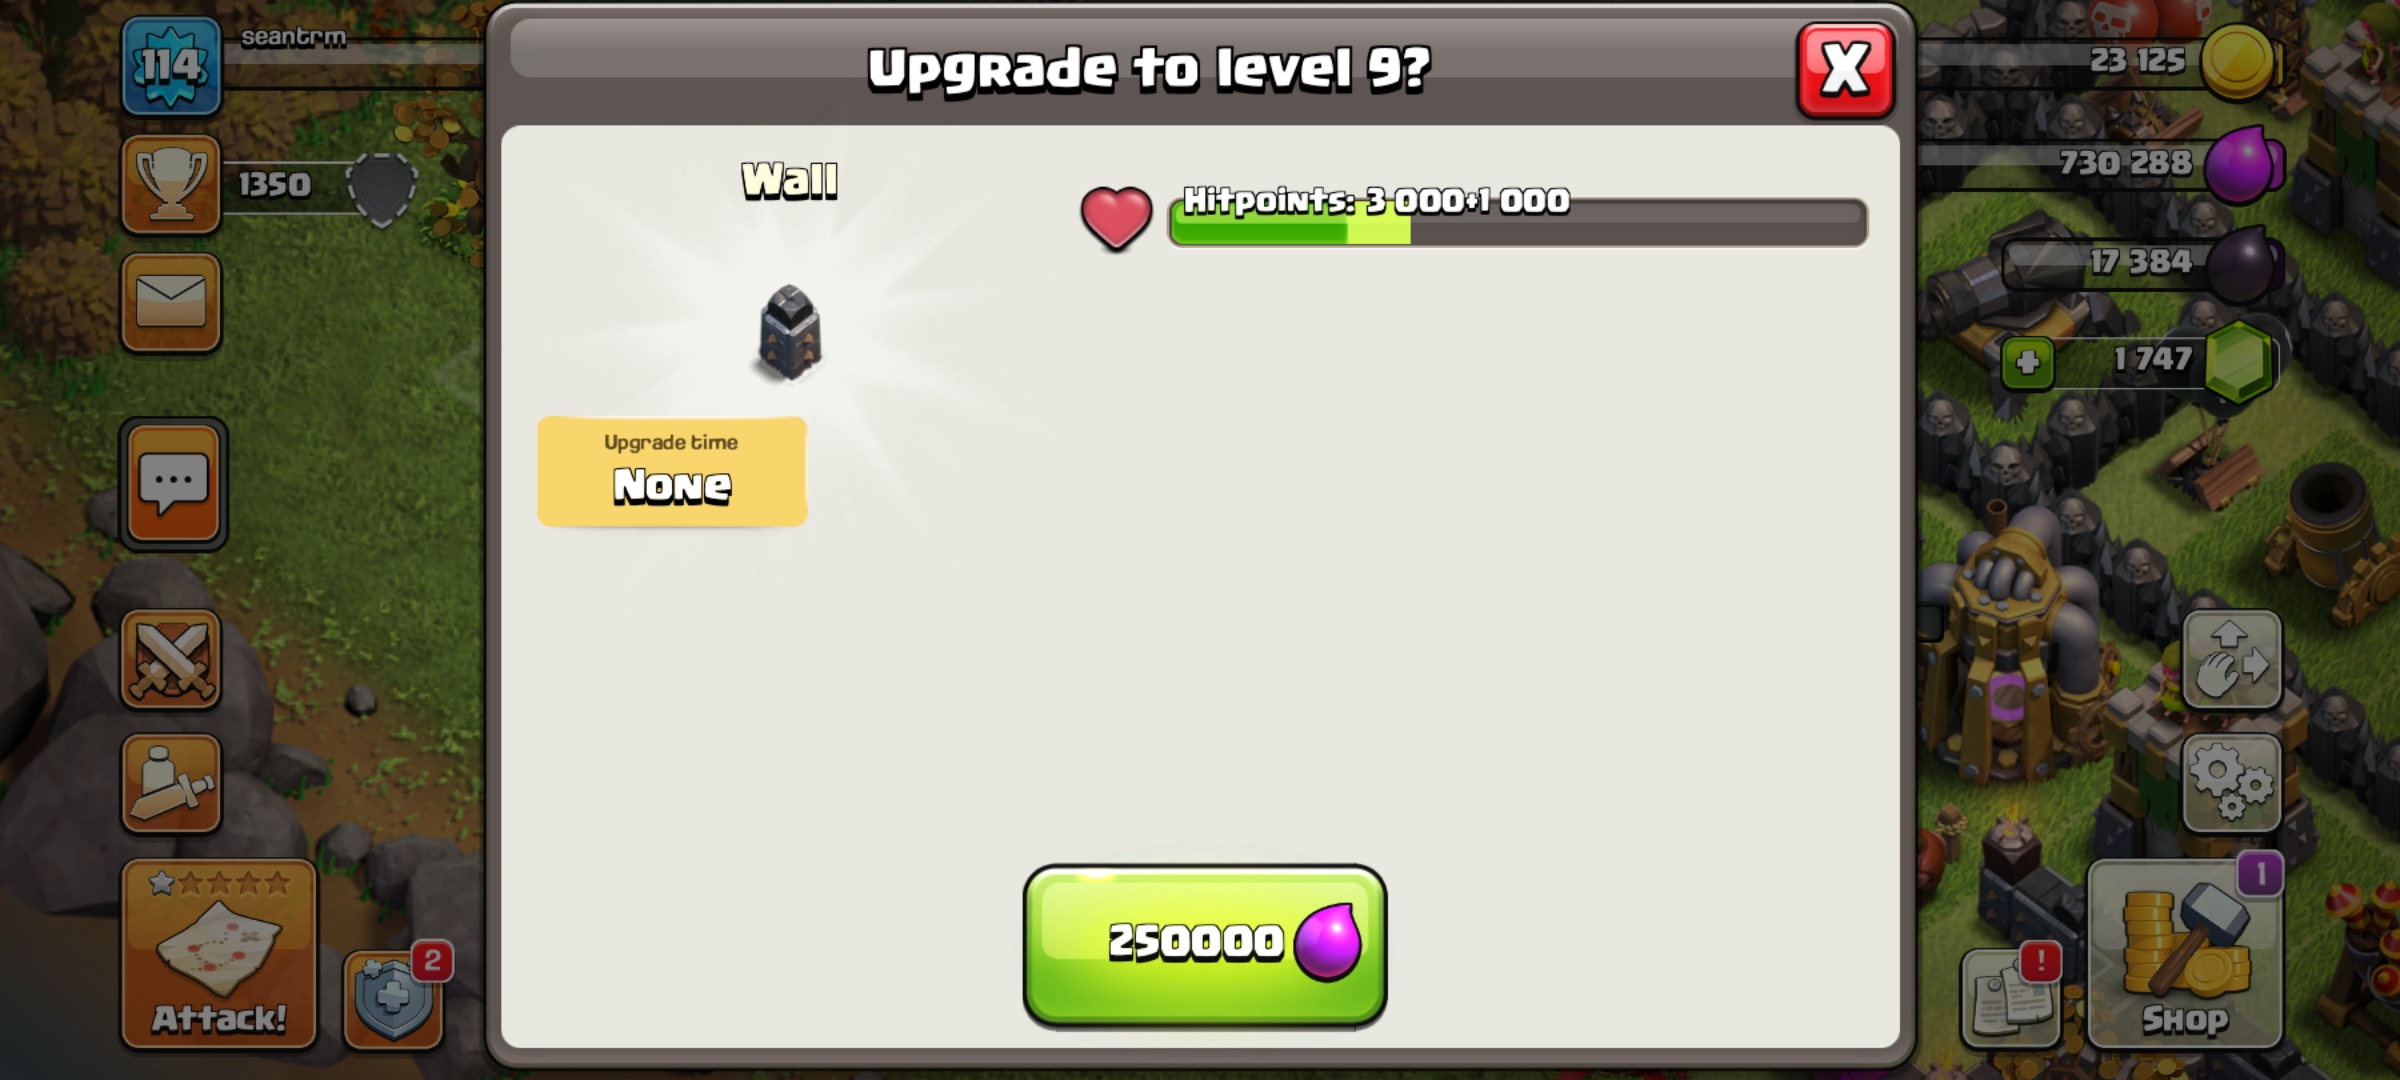 114
seantrm
Upgrade to level 9?
X
23 125
1350
Wall
Hitpoints: 3 000+1 000
730 288
17 384
1 747
Upgrade time
None
250000
Attack!
2
!
1
Shop